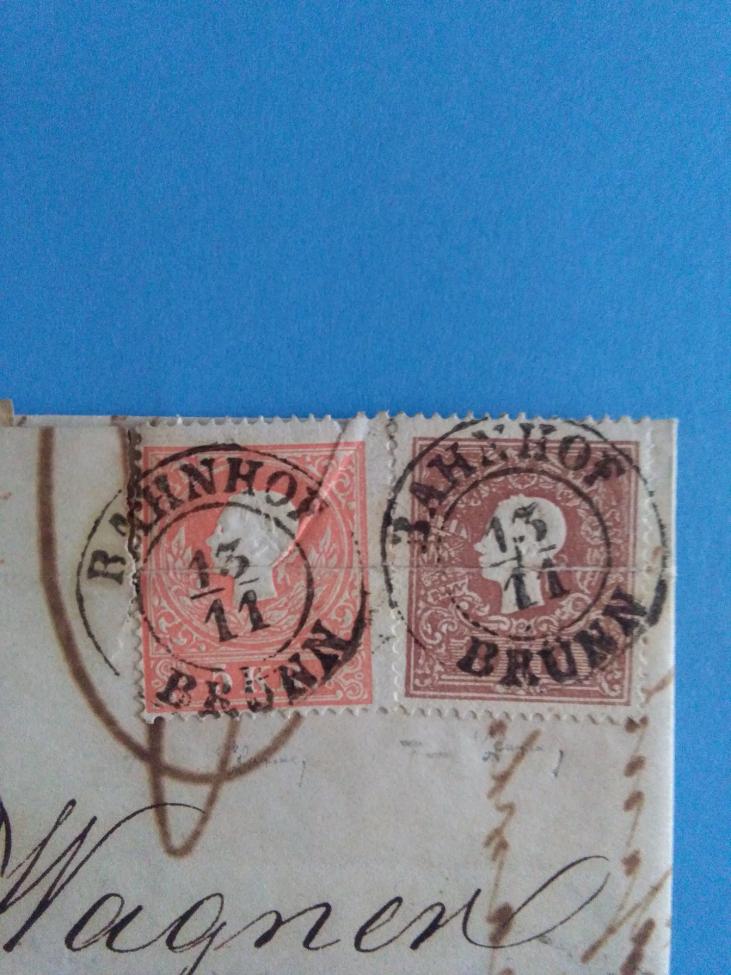 BAHNHOF
13
11
BRÜNN
BAHNHOF
13
11
BRÜNN
Wagner